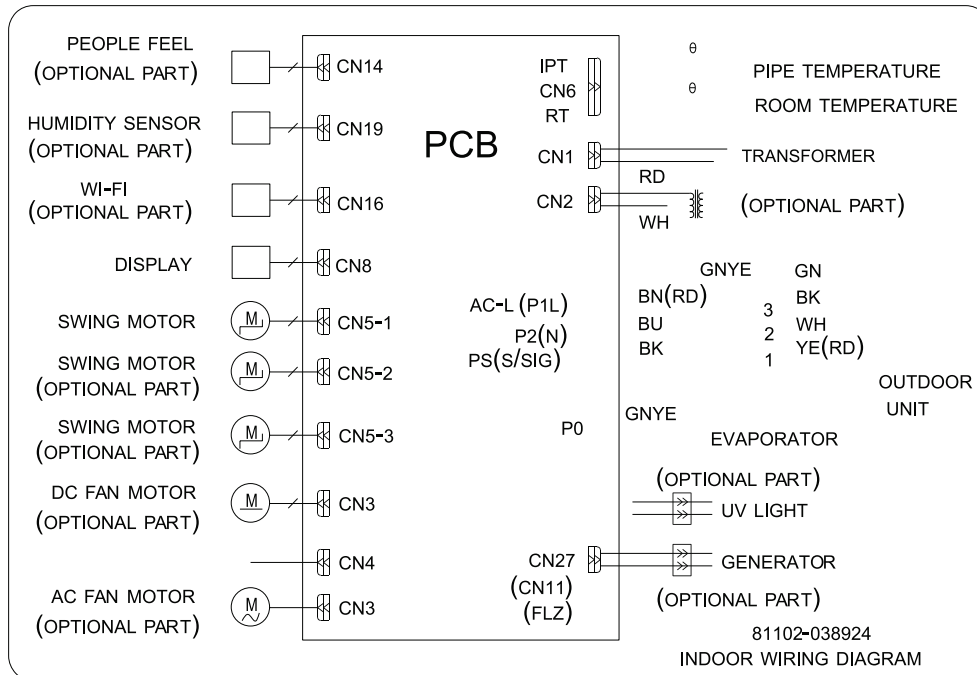 PEOPLE FEEL
(OPTIONAL PART)
HUMIDITY SENSOR
(OPTIONAL PART)
WI-FI
(OPTIONAL PART)
DISPLAY
SWING MOTOR
SWING MOTOR
(OPTIONAL PART)
SWING MOTOR
(OPTIONAL PART)
DC FAN MOTOR
(OPTIONAL PART)
AC FAN MOTOR
(OPTIONAL PART)
M
M
M
M
M
CN14
CN19
CN16
CN8
CN5-1
CN5-2
CN5-3
CN3
CN4
CN3
PCB
IPT
CN6
RT
CN1
CN2
AC-L (P1L)
P2(N)
PS(S/SIG)
P0
CN27
(CN11)
(FLZ)
θ
θ
PIPE TEMPERATURE
ROOM TEMPERATURE
TRANSFORMER
RD
WH
(OPTIONAL PART)
GNYE GN
BN(RD) 3 BK
BU 2 WH
BK 1 YE(RD)
OUTDOOR
UNIT
GNYE
EVAPORATOR
(OPTIONAL PART)
UV LIGHT
GENERATOR
(OPTIONAL PART)
81102-038924
INDOOR WIRING DIAGRAM